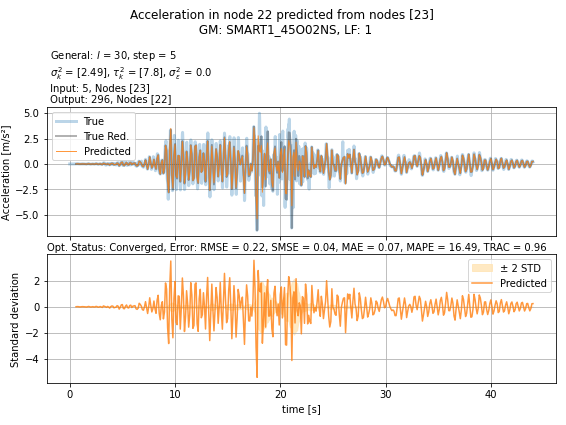 Acceleration in node 22 predicted from nodes [23]
GM: SMART1_45O02NS, LF: 1
General: l = 30, step = 5
σ²ₖ = [2.49], τ²ₖ = [7.8], σ²ₜ = 0.0
Input: 5, Nodes [23]
Output: 296, Nodes [22]
5.0
2.5
0.0
−2.5
−5.0
Acceleration [m/s²]
True
True Red.
Predicted
Opt. Status: Converged, Error: RMSE = 0.22, SMSE = 0.04, MAE = 0.07, MAPE = 16.49, TRAC = 0.96
2
0
−2
−4
Standard deviation
± 2 STD
Predicted
0 10 20 30 40
time [s]